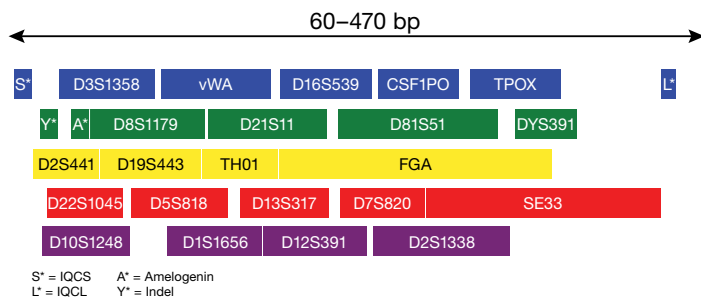 60–470 bp
S* D3S1358 vWA D16S539 CSF1PO TPOX L*
Y* A* D8S1179 D21S11 D81S51 DYS391
D2S441 D19S443 TH01 FGA
D22S1045 D5S818 D13S317 D7S820 SE33
D10S1248 D1S1656 D12S391 D2S1338
S* = IQCS A* = Amelogenin
L* = IQCL Y* = Indel